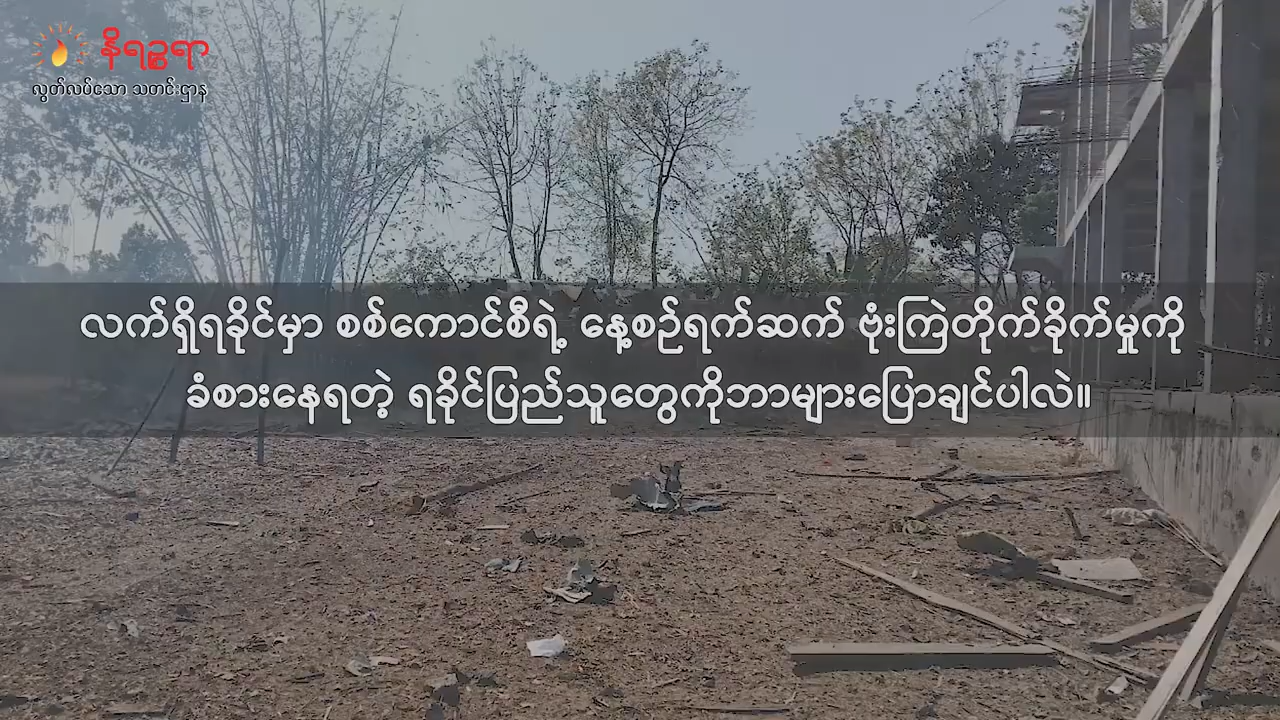 နိရဉ္စရာ
လွတ်လပ်သော သတင်းဌာန
လက်ရှိရခိုင်မှာ စစ်ကောင်စီရဲ့ နေ့စဉ်ရက်ဆက် ဗုံးကြဲတိုက်ခိုက်မှုကို
ခံစားနေရတဲ့ ရခိုင်ပြည်သူတွေကိုဘာများပြောချင်ပါလဲ။